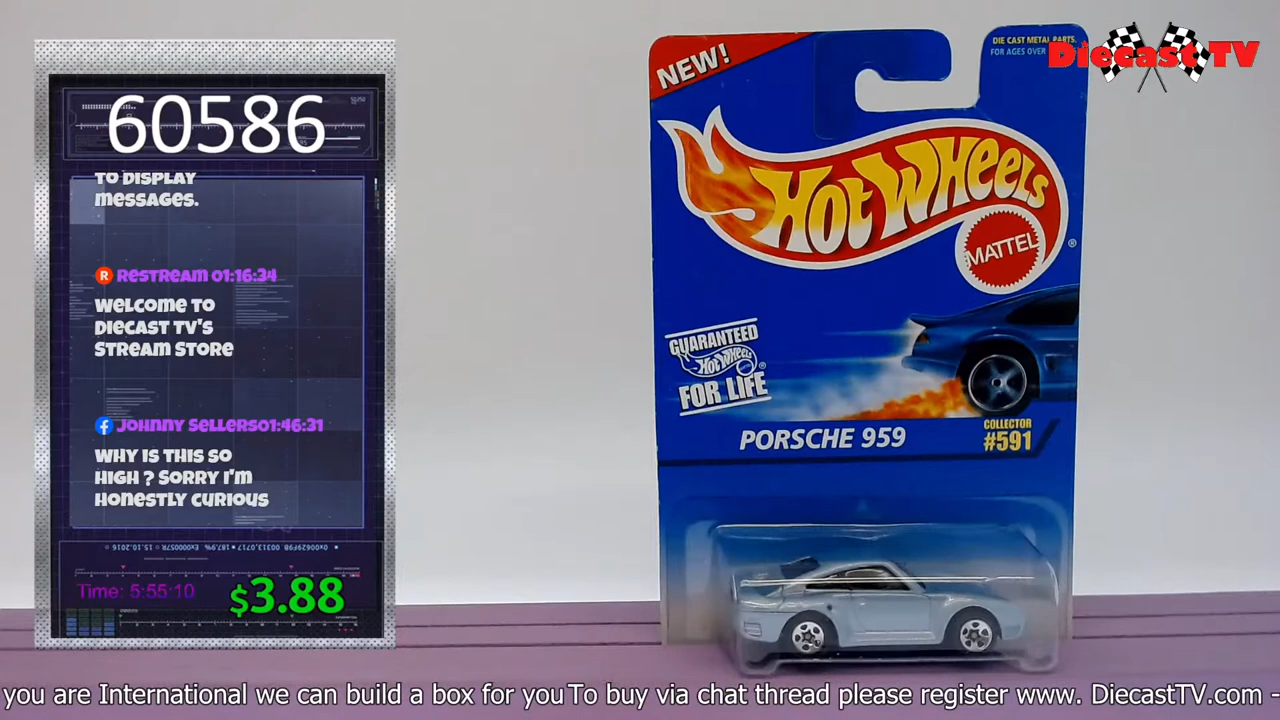 60586
TO DISPLAY
MESSAGES.
R RESTREAM 01:16:34
WELCOME TO
DIECAST TV'S
STREAM STORE
f JOHNNY SELLERS01:46:31
WHY IS THIS SO
HIGH ? SORRY I'M
HONESTLY CURIOUS
Time: 5:55:10
$3.88
NEW!
DIE CAST METAL PARTS.
FOR AGES OVER
Diecast TV
HOT WHEELS
MATTEL
®
GUARANTEED
HOT WHEELS
FOR LIFE
PORSCHE 959
COLLECTOR
#591
you are International we can build a box for youTo buy via chat thread please register www. DiecastTV.com -